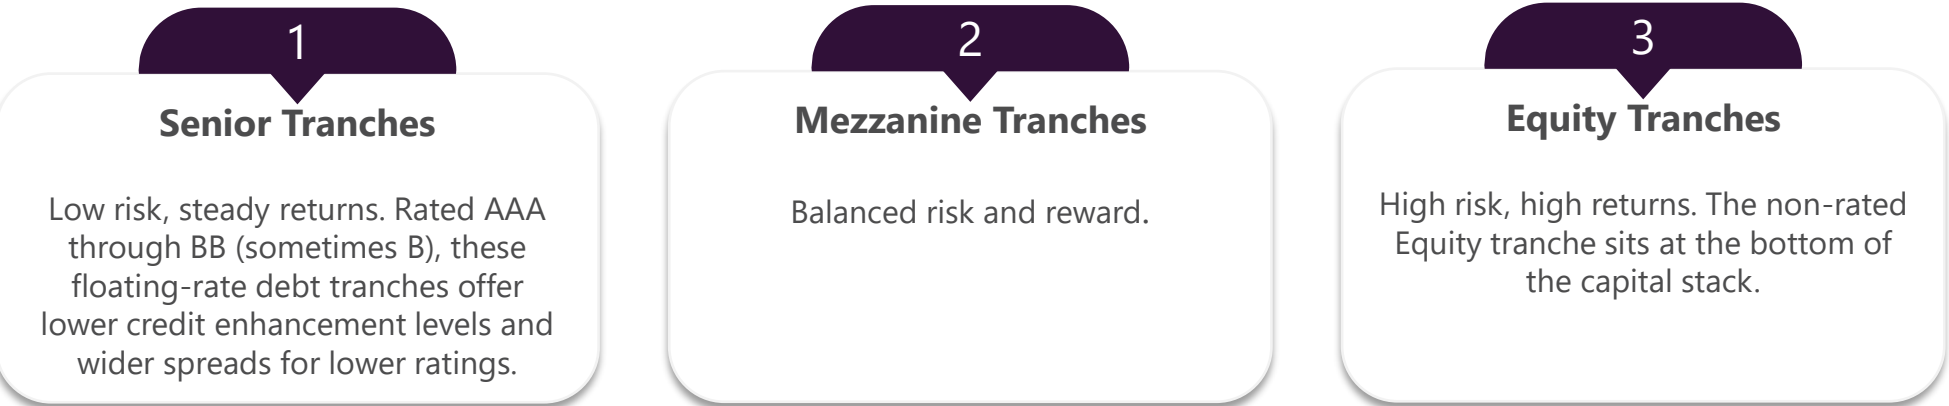 1
Senior Tranches
Low risk, steady returns. Rated AAA
through BB (sometimes B), these
floating-rate debt tranches offer
lower credit enhancement levels and
wider spreads for lower ratings.
2
Mezzanine Tranches
Balanced risk and reward.
3
Equity Tranches
High risk, high returns. The non-rated
Equity tranche sits at the bottom of
the capital stack.